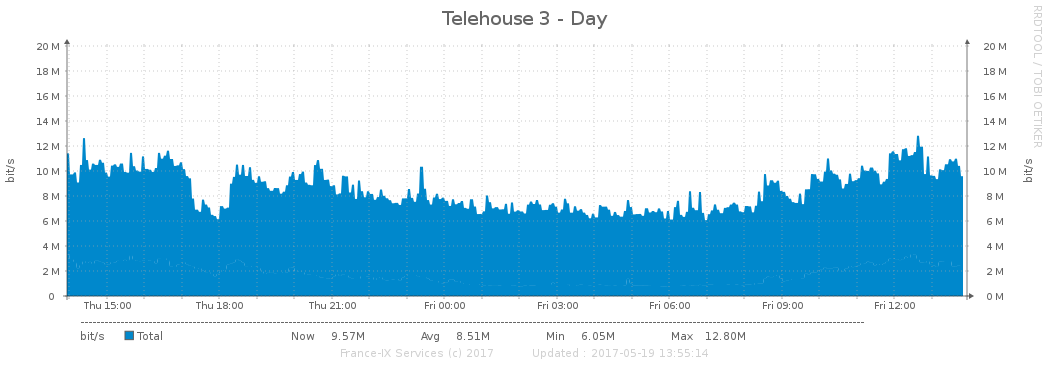 Telehouse 3 - Day
RRDTOOL / TOBI OETIKER
20 M 20 M
18 M 18 M
16 M 16 M
14 M 14 M
12 M 12 M
10 M 10 M
8 M 8 M
6 M 6 M
4 M 4 M
2 M 2 M
0 0 M
bit/s bit/s
Thu 15:00 Thu 18:00 Thu 21:00 Fri 00:00 Fri 03:00 Fri 06:00 Fri 09:00 Fri 12:00
bit/s Total Now 9.57M Avg 8.51M Min 6.05M Max 12.80M
France-IX Services (c) 2017 Updated : 2017-05-19 13:55:14